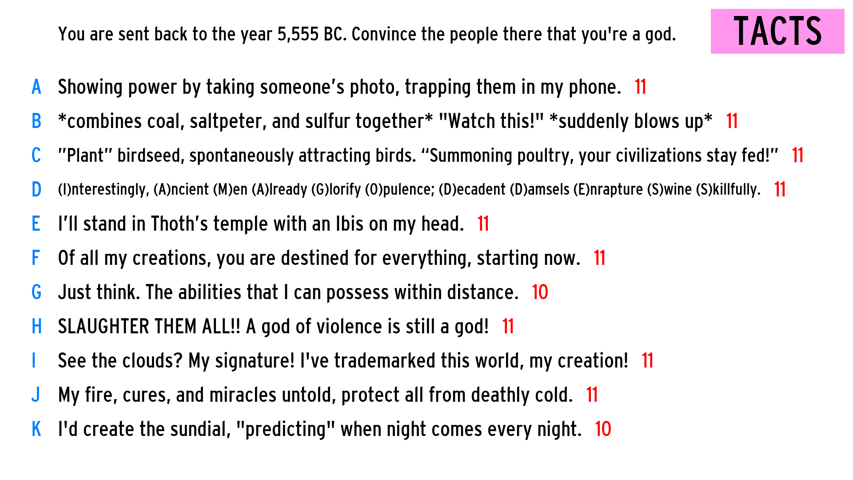 You are sent back to the year 5,555 BC. Convince the people there that you're a god.
TACTS
A Showing power by taking someone’s photo, trapping them in my phone. 11
B *combines coal, saltpeter, and sulfur together* "Watch this!" *suddenly blows up* 11
C ”Plant” birdseed, spontaneously attracting birds. “Summoning poultry, your civilizations stay fed!” 11
D (I)nterestingly, (A)ncient (M)en (A)lready (G)lorify (O)pulence; (D)ecadent (D)amsels (E)nrapture (S)wine (S)killfully. 11
E I’ll stand in Thoth’s temple with an Ibis on my head. 11
F Of all my creations, you are destined for everything, starting now. 11
G Just think. The abilities that I can possess within distance. 10
H SLAUGHTER THEM ALL!! A god of violence is still a god! 11
I See the clouds? My signature! I've trademarked this world, my creation! 11
J My fire, cures, and miracles untold, protect all from deathly cold. 11
K I'd create the sundial, "predicting" when night comes every night. 10